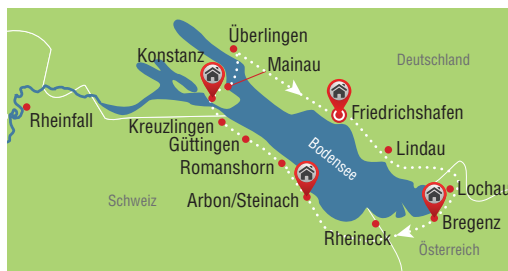 Überlingen
Konstanz
Deutschland
Mainau
Rheinfall
Friedrichshafen
Kreuzlingen
Güttingen
Bodensee
Lindau
Romanshorn
Lochau
Schweiz
Arbon/Steinach
Bregenz
Rheineck
Österreich